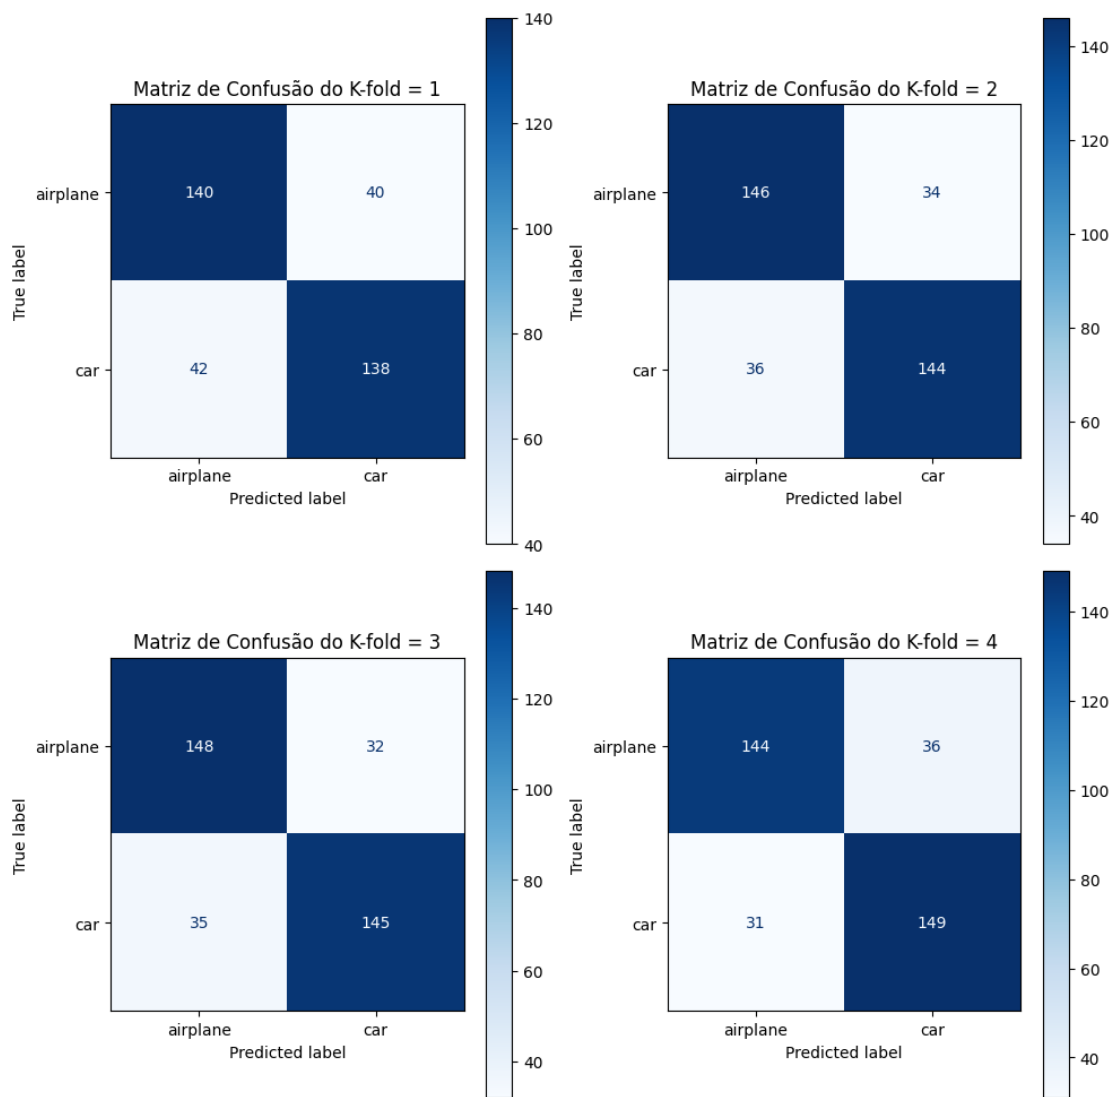 Matriz de Confusão do K-fold = 1
airplane
car
True label
140 40
42 138
airplane car
Predicted label
140
120
100
80
60
40
Matriz de Confusão do K-fold = 2
airplane
car
True label
146 34
36 144
airplane car
Predicted label
140
120
100
80
60
40
Matriz de Confusão do K-fold = 3
airplane
car
True label
148 32
35 145
airplane car
Predicted label
140
120
100
80
60
40
Matriz de Confusão do K-fold = 4
airplane
car
True label
144 36
31 149
airplane car
Predicted label
140
120
100
80
60
40